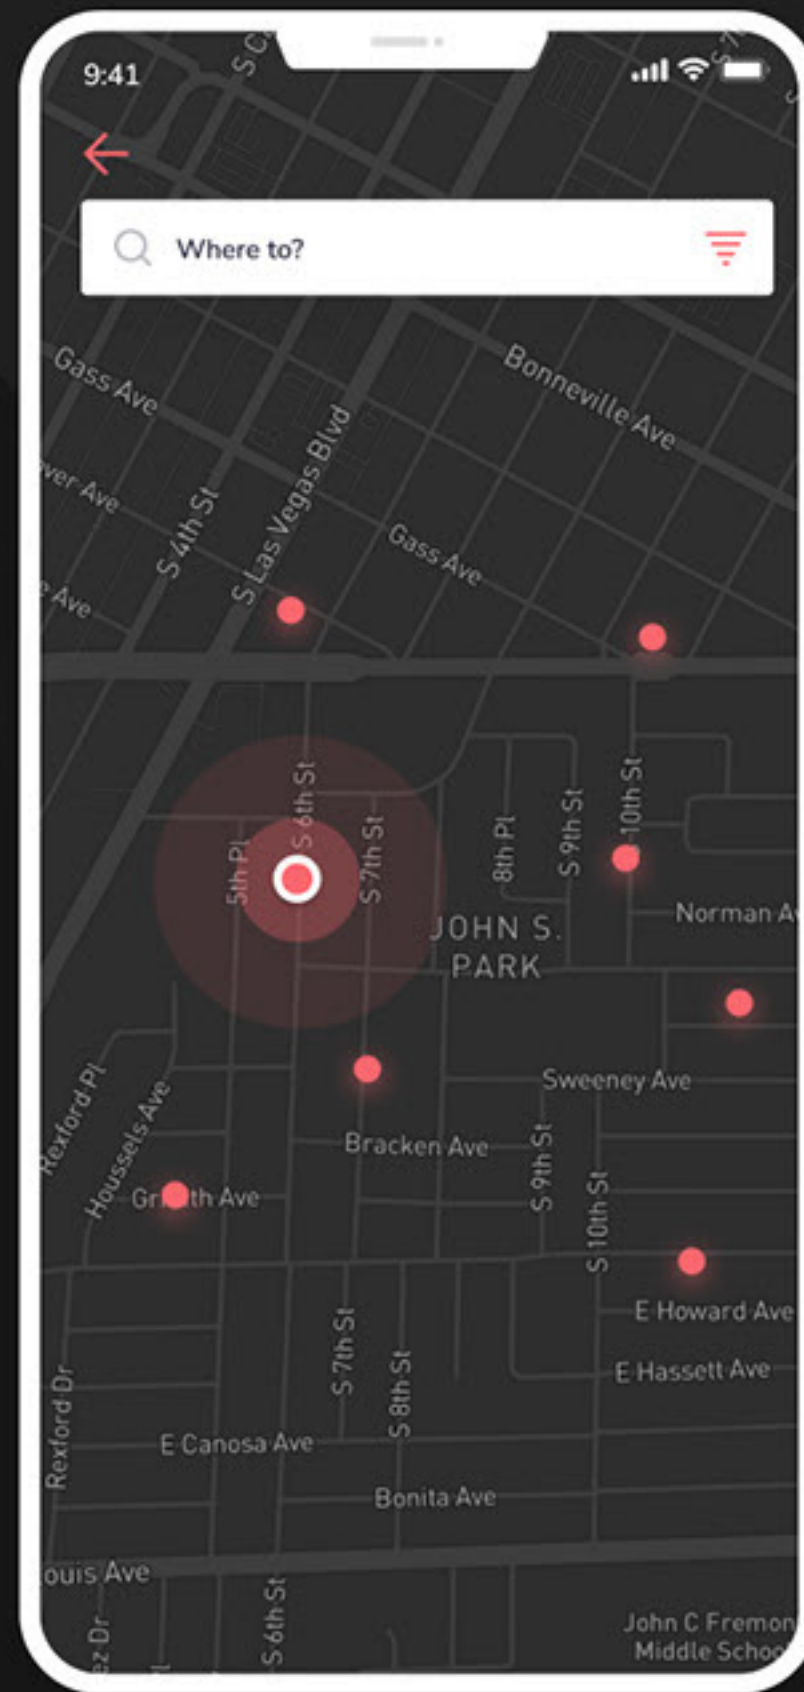 9:41
Where to?
Bonneville Ave
Gass Ave
S Las Vegas Blvd
S 4th St
Gass Ave
Ave
S 6th St
S 10th St
S 7th St
5th Pl
8th Pl
S 9th St
Norman Av
JOHN S.
PARK
Sweeney Ave
Rexford Pl
Houssels Ave
Bracken Ave
S 9th St
Ave
S 10th St
E Howard Ave
S 7th St
S 8th St
E Hassett Ave
Rexford Dr
E Canosa Ave
Bonita Ave
ouis Ave
S 6th St
ez Dr
John C Fremon
Middle Schoo